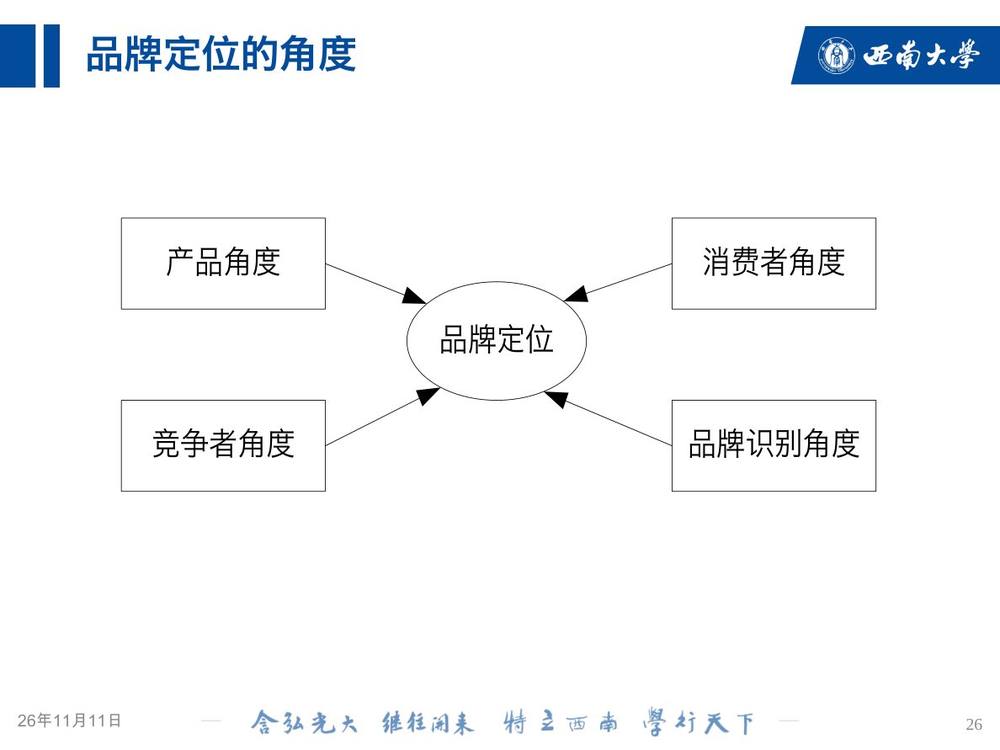 品牌定位的角度
西南大學
产品角度
消费者角度
品牌定位
竞争者角度
品牌识别角度
26年11月11日
含弘光大 继往开来 特立西南 學行天下
26